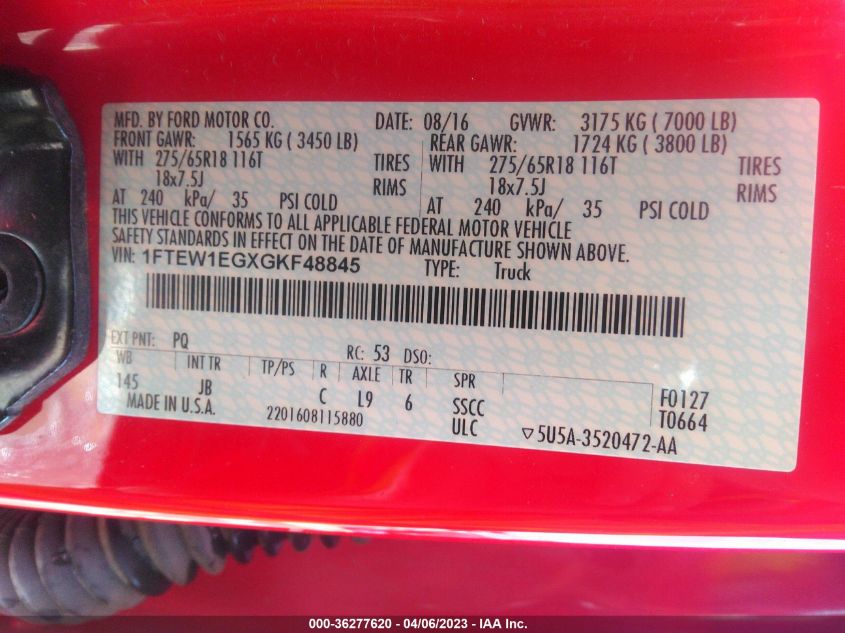 MFD. BY FORD MOTOR CO. DATE: 08/16 GVWR: 3175 KG ( 7000 LB)
FRONT GAWR: 1565 KG ( 3450 LB) REAR GAWR: 1724 KG ( 3800 LB)
WITH 275/65R18 116T TIRES WITH 275/65R18 116T TIRES
18x7.5J RIMS 18x7.5J RIMS
AT 240 kPa/ 35 PSI COLD AT 240 kPa/ 35 PSI COLD
THIS VEHICLE CONFORMS TO ALL APPLICABLE FEDERAL MOTOR VEHICLE
SAFETY STANDARDS IN EFFECT ON THE DATE OF MANUFACTURE SHOWN ABOVE.
VIN: 1FTEW1EGXGKF48845 TYPE: Truck
EXT PNT: PQ RC: 53 DSO:
WB INT TR TP/PS R AXLE TR SPR
145 JB C L9 6 SSCC F0127
MADE IN U.S.A. 2201608115880 ULC ▽5U5A-3520472-AA T0664
000-36277620 - 04/06/2023 - IAA Inc.